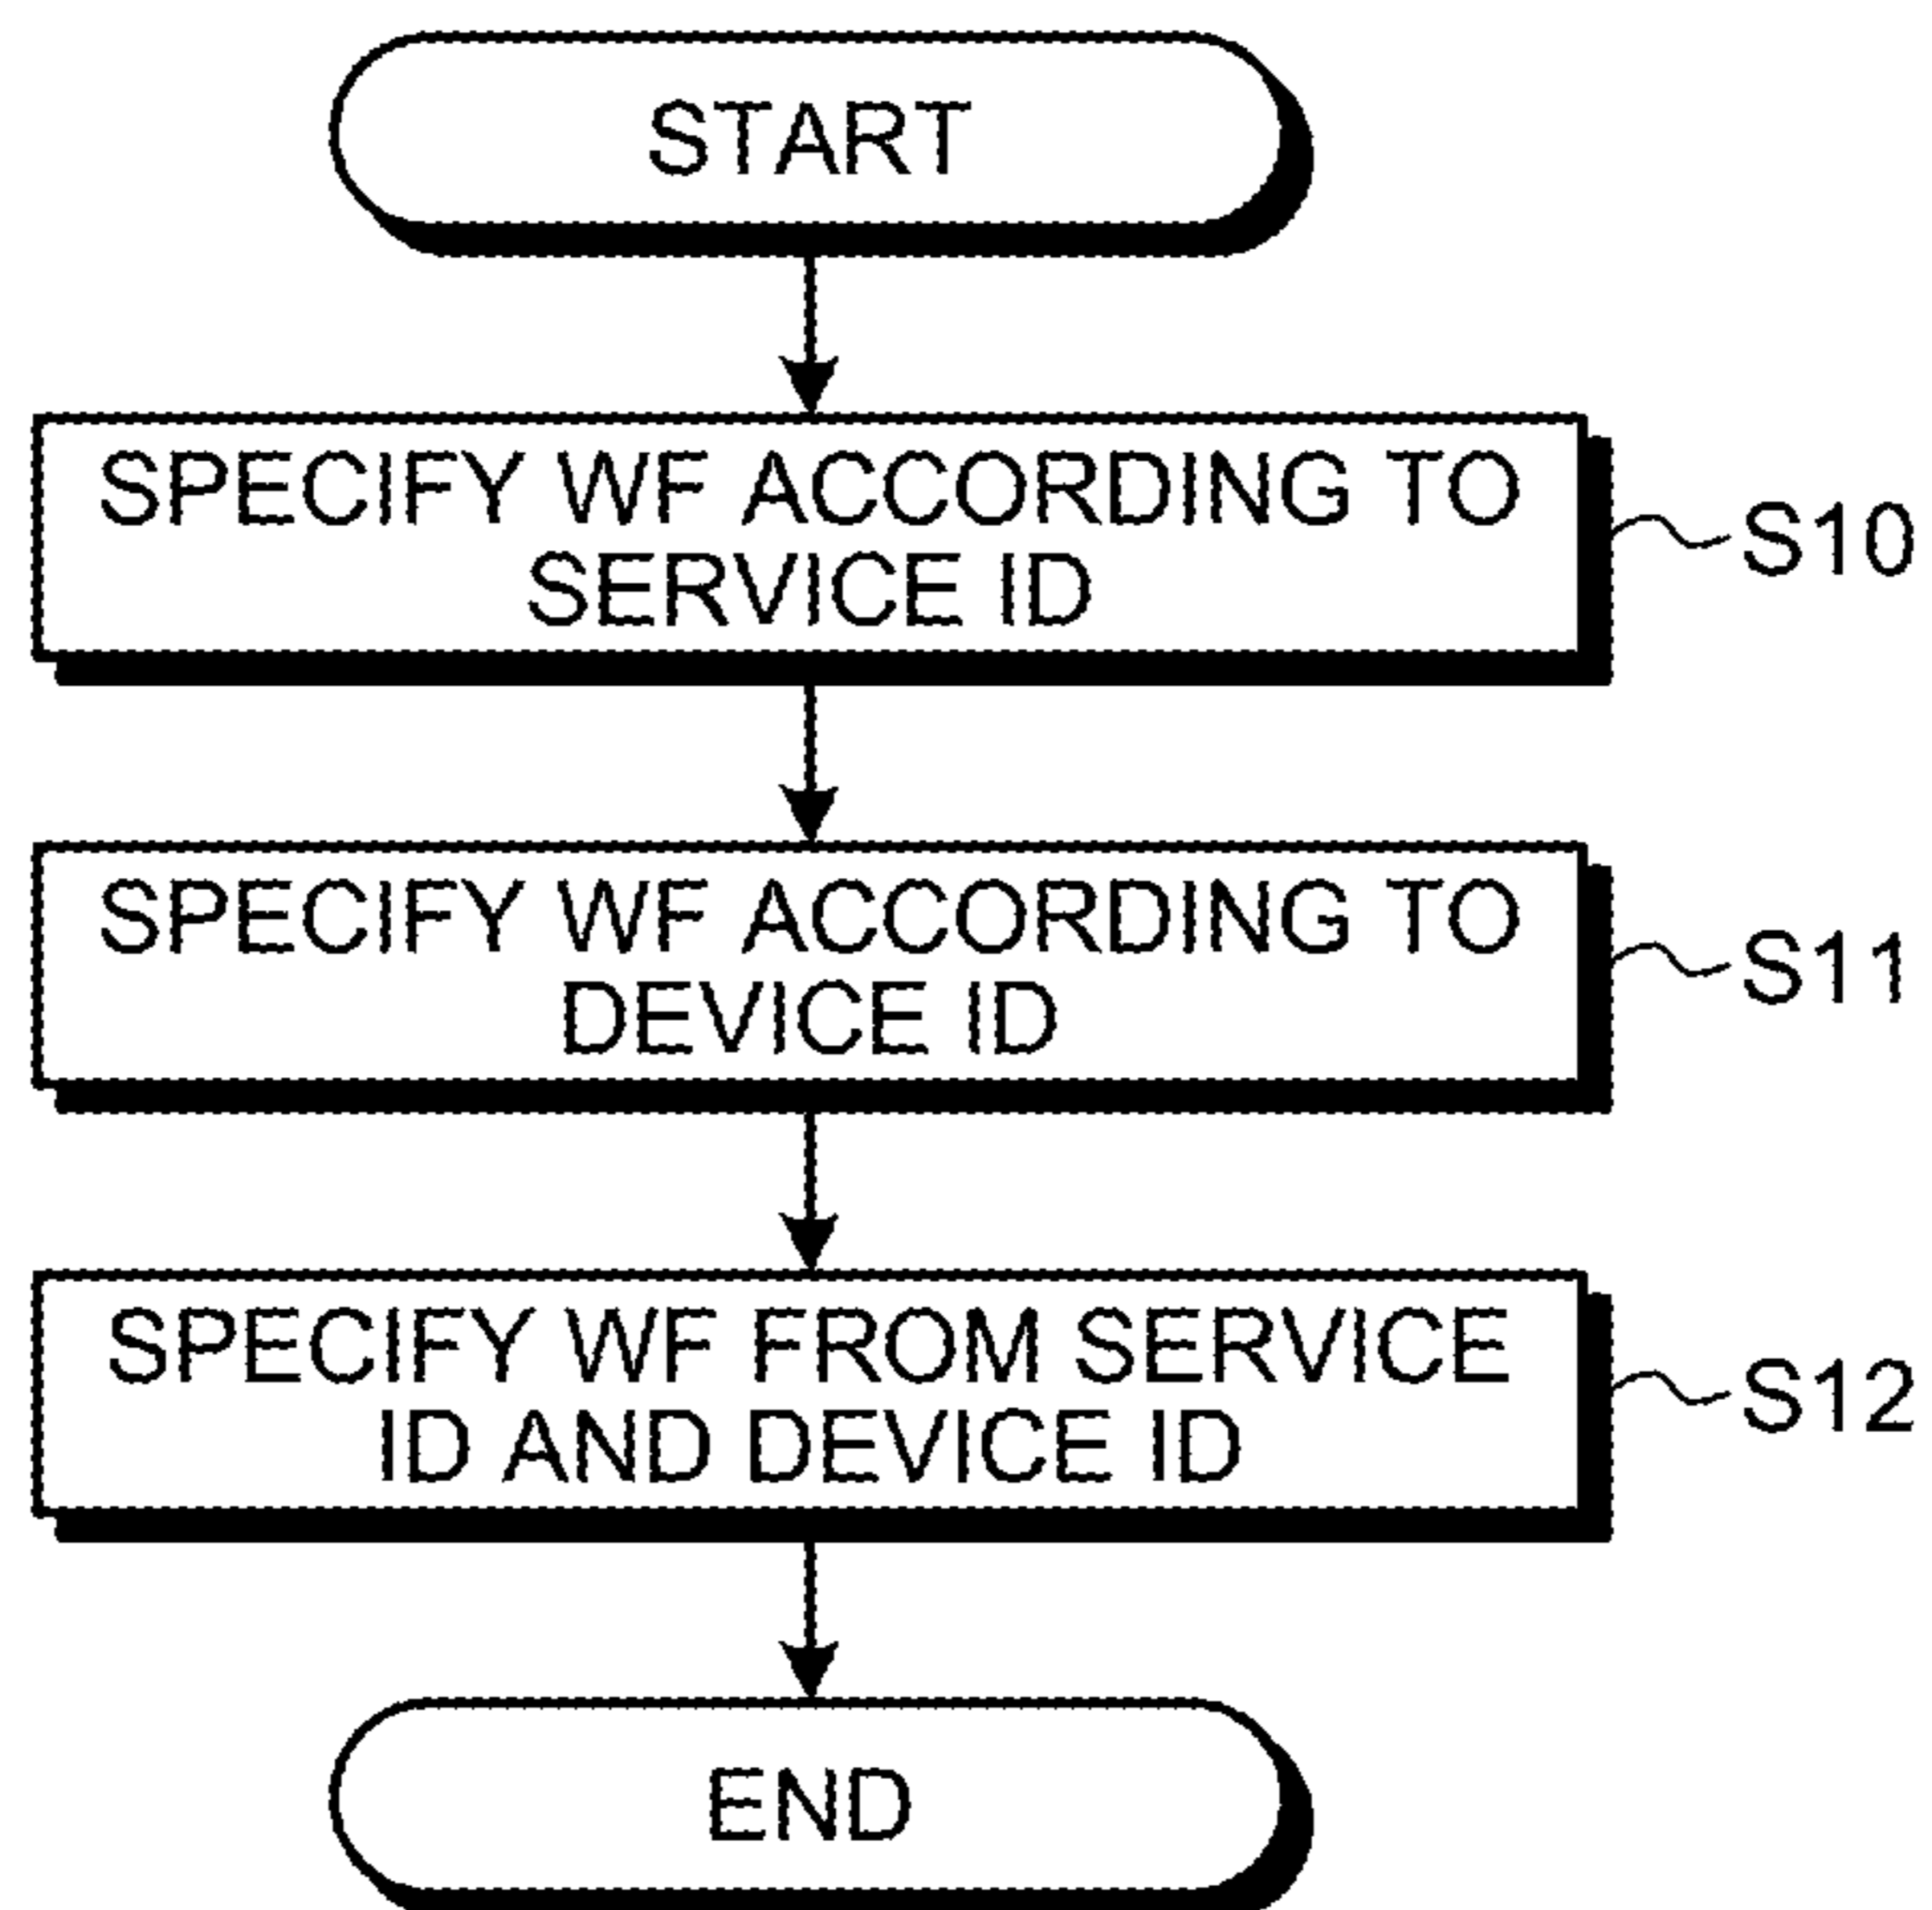 START
SPECIFY WF ACCORDING TO
SERVICE ID
S10
SPECIFY WF ACCORDING TO
DEVICE ID
S11
SPECIFY WF FROM SERVICE
ID AND DEVICE ID
S12
END